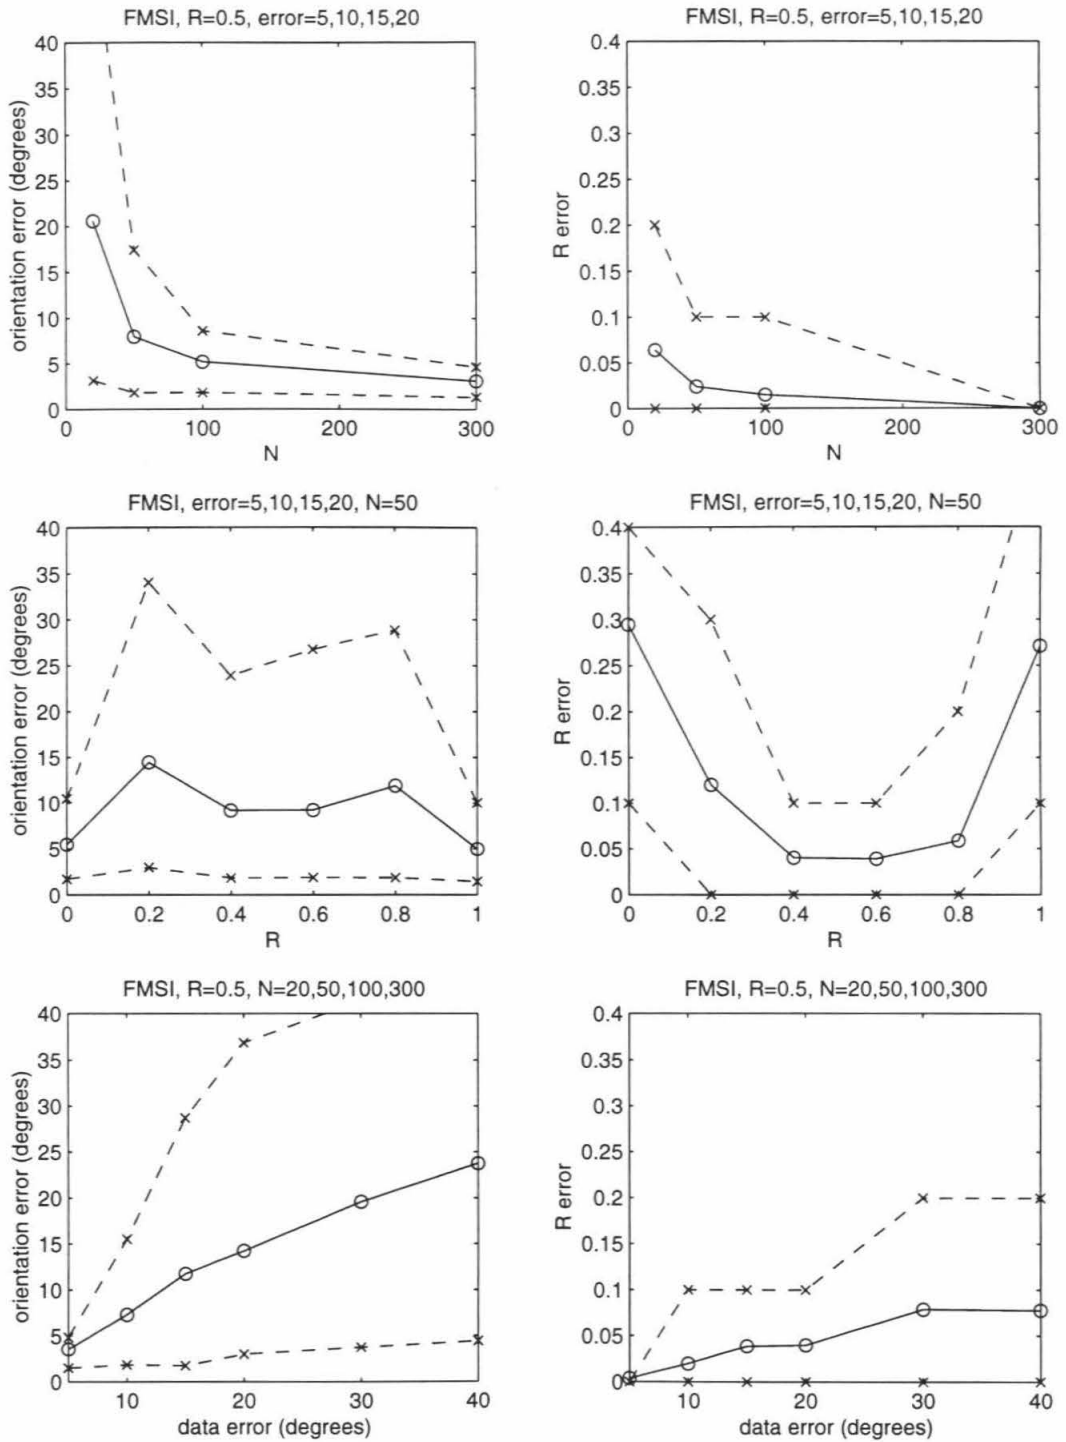 FMSI, R=0.5, error=5,10,15,20
40
35
30
25
20
15
10
5
0
0 100 200 300
N
orientation error (degrees)
FMSI, R=0.5, error=5,10,15,20
0.4
0.35
0.3
0.25
0.2
0.15
0.1
0.05
0
0 100 200 300
N
R error
FMSI, error=5,10,15,20, N=50
40
35
30
25
20
15
10
5
0
0 0.2 0.4 0.6 0.8 1
R
orientation error (degrees)
FMSI, error=5,10,15,20, N=50
0.4
0.35
0.3
0.25
0.2
0.15
0.1
0.05
0
0 0.2 0.4 0.6 0.8 1
R
R error
FMSI, R=0.5, N=20,50,100,300
40
35
30
25
20
15
10
5
0
10 20 30 40
data error (degrees)
orientation error (degrees)
FMSI, R=0.5, N=20,50,100,300
0.4
0.35
0.3
0.25
0.2
0.15
0.1
0.05
0
10 20 30 40
data error (degrees)
R error